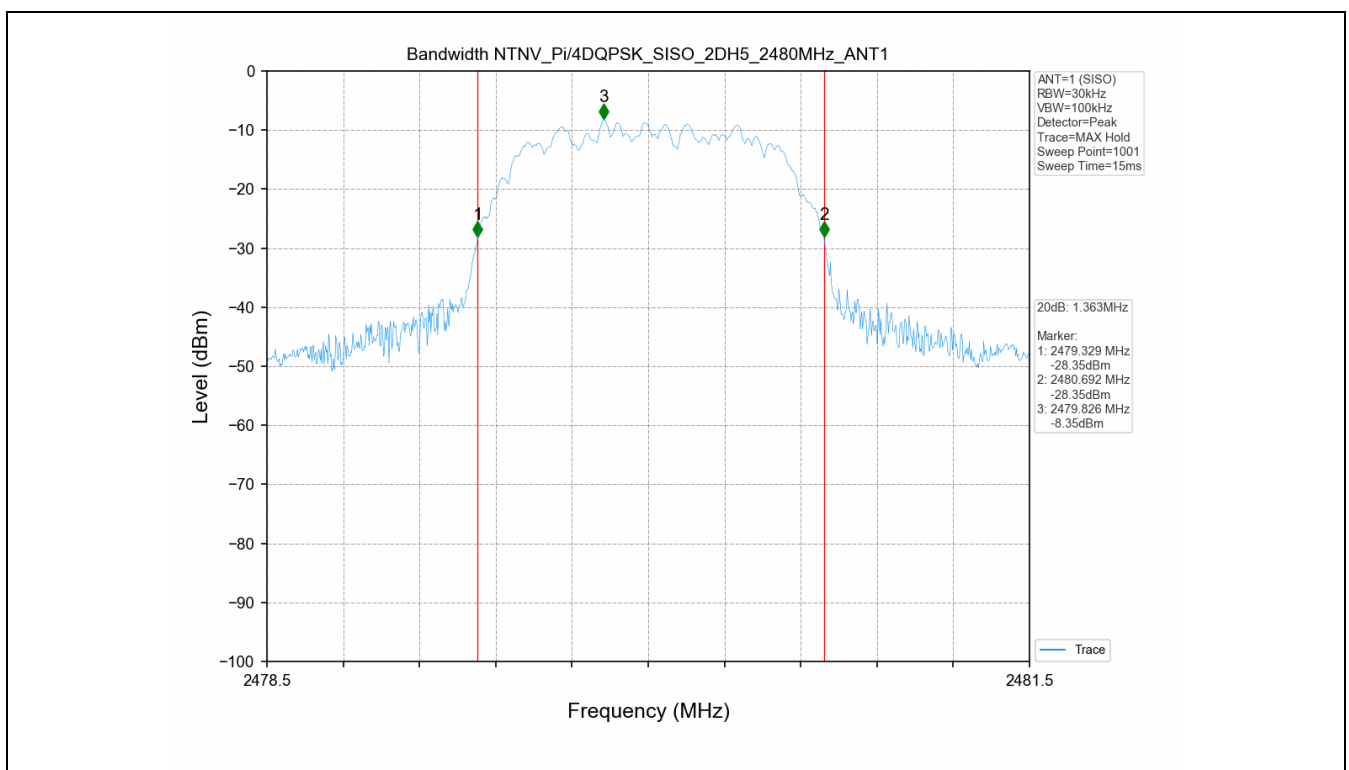 Bandwidth NTNV_Pi/4DQPSK_SISO_2DH5_2480MHz_ANT1
0
−10
−20
−30
−40
−50
−60
−70
−80
−90
−100
Level (dBm)
1
2
3
2478.5
2481.5
Frequency (MHz)
ANT=1 (SISO)
RBW=30kHz
VBW=100kHz
Detector=Peak
Trace=MAX Hold
Sweep Point=1001
Sweep Time=15ms
20dB: 1.363MHz
Marker:
1: 2479.329 MHz
-28.35dBm
2: 2480.692 MHz
-28.35dBm
3: 2479.826 MHz
-8.35dBm
Trace